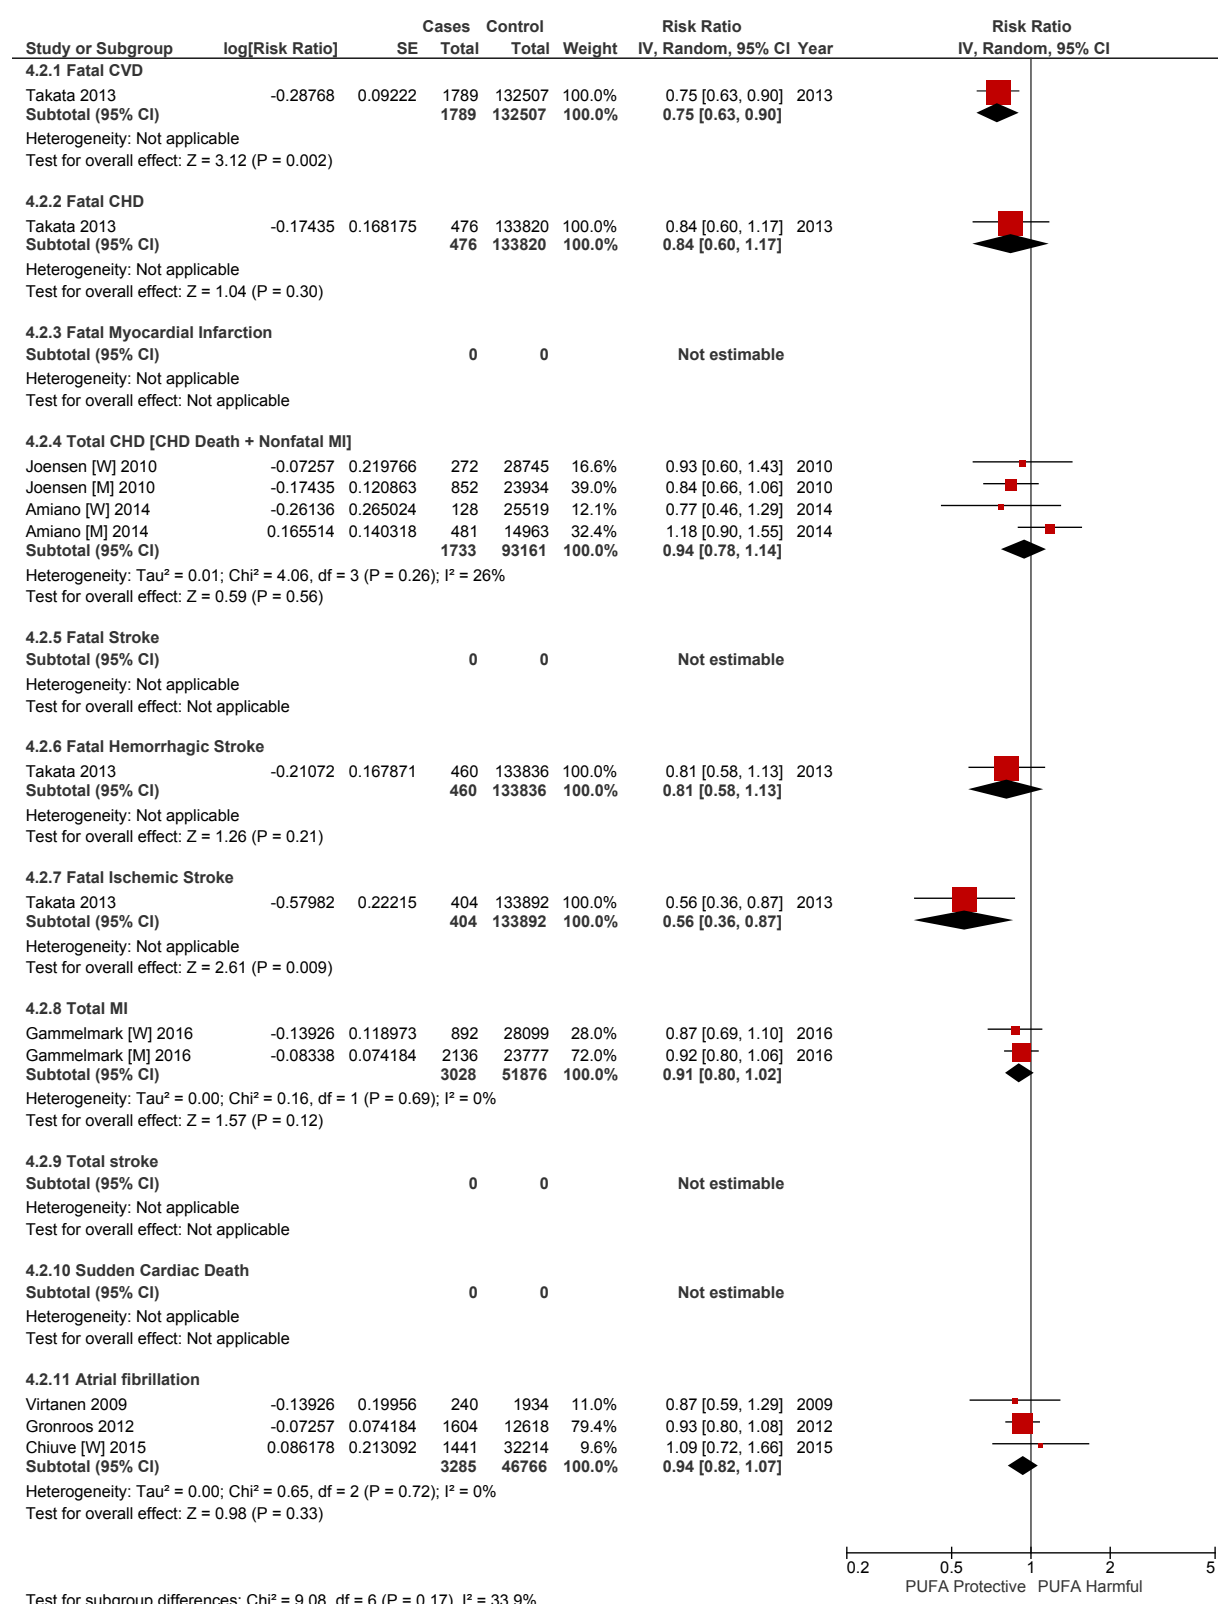 Cases Control Risk Ratio Risk Ratio
Study or Subgroup log[Risk Ratio] SE Total Total Weight IV, Random, 95% CI Year IV, Random, 95% CI
4.2.1 Fatal CVD
Takata 2013 -0.28768 0.09222 1789 132507 100.0% 0.75 [0.63, 0.90] 2013
Subtotal (95% CI) 1789 132507 100.0% 0.75 [0.63, 0.90]
Heterogeneity: Not applicable
Test for overall effect: Z = 3.12 (P = 0.002)
4.2.2 Fatal CHD
Takata 2013 -0.17435 0.168175 476 133820 100.0% 0.84 [0.60, 1.17] 2013
Subtotal (95% CI) 476 133820 100.0% 0.84 [0.60, 1.17]
Heterogeneity: Not applicable
Test for overall effect: Z = 1.04 (P = 0.30)
4.2.3 Fatal Myocardial Infarction
Subtotal (95% CI) 0 0 Not estimable
Heterogeneity: Not applicable
Test for overall effect: Not applicable
4.2.4 Total CHD [CHD Death + Nonfatal MI]
Joensen [W] 2010 -0.07257 0.219766 272 28745 16.6% 0.93 [0.60, 1.43] 2010
Joensen [M] 2010 -0.17435 0.120863 852 23934 39.0% 0.84 [0.66, 1.06] 2010
Amiano [W] 2014 -0.26136 0.265024 128 25519 12.1% 0.77 [0.46, 1.29] 2014
Amiano [M] 2014 0.165514 0.140318 481 14963 32.4% 1.18 [0.90, 1.55] 2014
Subtotal (95% CI) 1733 93161 100.0% 0.94 [0.78, 1.14]
Heterogeneity: Tau² = 0.01; Chi² = 4.06, df = 3 (P = 0.26); I² = 26%
Test for overall effect: Z = 0.59 (P = 0.56)
4.2.5 Fatal Stroke
Subtotal (95% CI) 0 0 Not estimable
Heterogeneity: Not applicable
Test for overall effect: Not applicable
4.2.6 Fatal Hemorrhagic Stroke
Takata 2013 -0.21072 0.167871 460 133836 100.0% 0.81 [0.58, 1.13] 2013
Subtotal (95% CI) 460 133836 100.0% 0.81 [0.58, 1.13]
Heterogeneity: Not applicable
Test for overall effect: Z = 1.26 (P = 0.21)
4.2.7 Fatal Ischemic Stroke
Takata 2013 -0.57982 0.22215 404 133892 100.0% 0.56 [0.36, 0.87] 2013
Subtotal (95% CI) 404 133892 100.0% 0.56 [0.36, 0.87]
Heterogeneity: Not applicable
Test for overall effect: Z = 2.61 (P = 0.009)
4.2.8 Total MI
Gammelmark [W] 2016 -0.13926 0.118973 892 28099 28.0% 0.87 [0.69, 1.10] 2016
Gammelmark [M] 2016 -0.08338 0.074184 2136 23777 72.0% 0.92 [0.80, 1.06] 2016
Subtotal (95% CI) 3028 51876 100.0% 0.91 [0.80, 1.02]
Heterogeneity: Tau² = 0.00; Chi² = 0.16, df = 1 (P = 0.69); I² = 0%
Test for overall effect: Z = 1.57 (P = 0.12)
4.2.9 Total stroke
Subtotal (95% CI) 0 0 Not estimable
Heterogeneity: Not applicable
Test for overall effect: Not applicable
4.2.10 Sudden Cardiac Death
Subtotal (95% CI) 0 0 Not estimable
Heterogeneity: Not applicable
Test for overall effect: Not applicable
4.2.11 Atrial fibrillation
Virtanen 2009 -0.13926 0.19956 240 1934 11.0% 0.87 [0.59, 1.29] 2009
Gronroos 2012 -0.07257 0.074184 1604 12618 79.4% 0.93 [0.80, 1.08] 2012
Chiuve [W] 2015 0.086178 0.213092 1441 32214 9.6% 1.09 [0.72, 1.66] 2015
Subtotal (95% CI) 3285 46766 100.0% 0.94 [0.82, 1.07]
Heterogeneity: Tau² = 0.00; Chi² = 0.65, df = 2 (P = 0.72); I² = 0%
Test for overall effect: Z = 0.98 (P = 0.33)
0.2 0.5 1 2 5
PUFA Protective PUFA Harmful
Test for subgroup differences: Chi² = 9.08, df = 6 (P = 0.17), I² = 33.9%